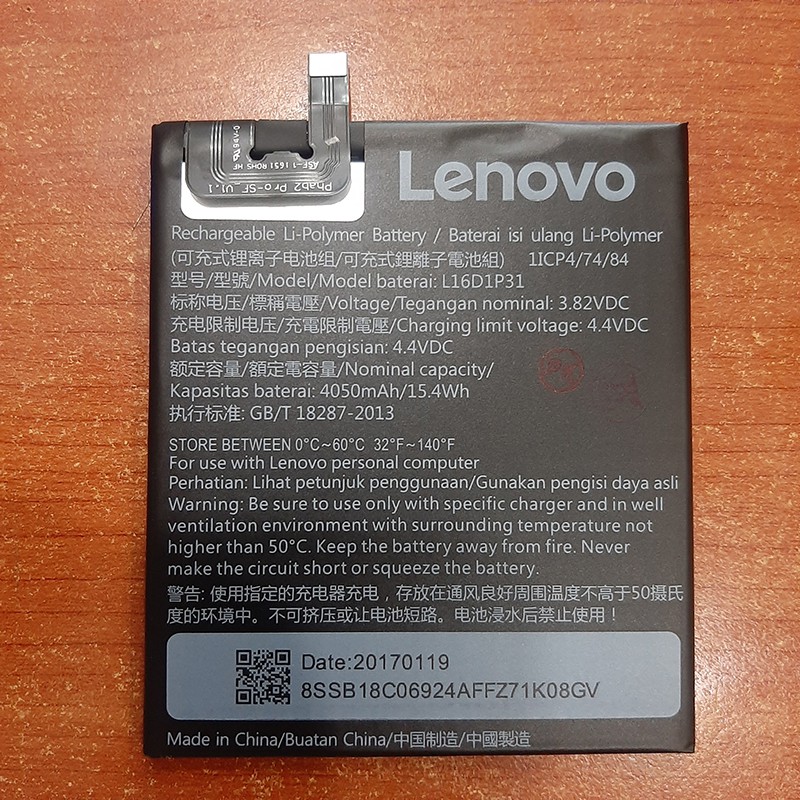 Phab2 Pro-SF V1.1
ASF-1 1651 ROHS HF
Lenovo
Rechargeable Li-Polymer Battery / Baterai isi ulang Li-Polymer
(可充式锂离子电池组/可充式鋰離子電池組) 1ICP4/74/84
型号/型號/Model/Model baterai: L16D1P31
标称电压/標稱電壓/Voltage/Tegangan nominal: 3.82VDC
充电限制电压/充電限制電壓/Charging limit voltage: 4.4VDC
Batas tegangan pengisian: 4.4VDC
额定容量/額定電容量/Nominal capacity/
Kapasitas baterai: 4050mAh/15.4Wh
执行标准: GB/T 18287-2013
STORE BETWEEN 0°C~60°C 32°F~140°F
For use with Lenovo personal computer
Perhatian: Lihat petunjuk penggunaan/Gunakan pengisi daya asli
Warning: Be sure to use only with specific charger and in well
ventilation environment with surrounding temperature not
higher than 50°C. Keep the battery away from fire. Never
make the circuit short or squeeze the battery.
警告: 使用指定的充电器充电，存放在通风良好周围温度不高于50摄氏
度的环境中。不可挤压或让电池短路。电池浸水后禁止使用！
Date:20170119
8SSB18C06924AFFZ71K08GV
Made in China/Buatan China/中国制造/中國製造